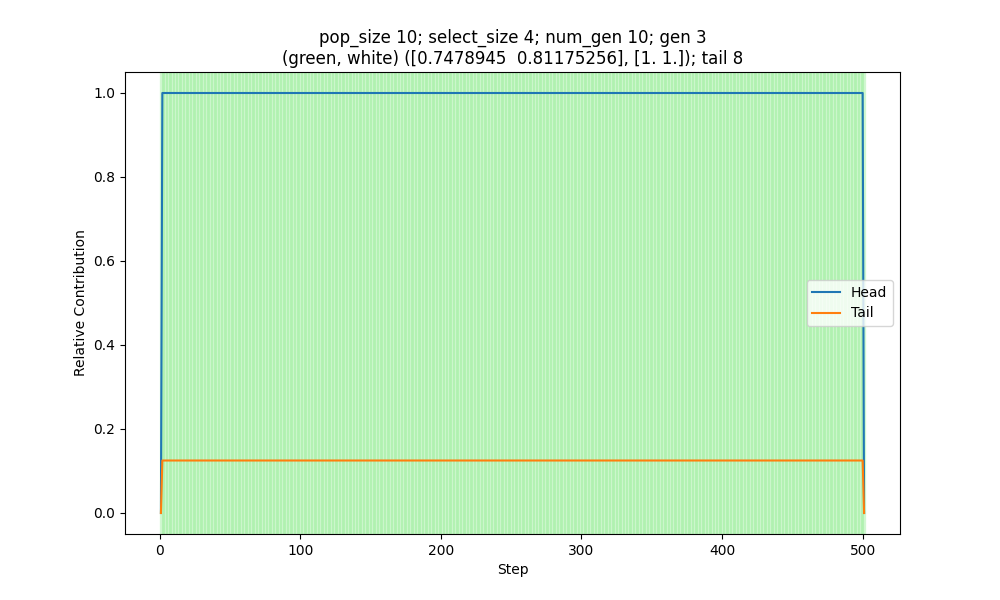 pop_size 10; select_size 4; num_gen 10; gen 3
(green, white) ([0.7478945  0.81175256], [1. 1.]); tail 8
1.0
0.8
0.6
0.4
0.2
0.0
Relative Contribution
Head
Tail
0
100
200
300
400
500
Step